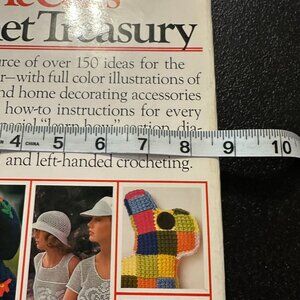 et Treasury
rce of over 150 ideas for the
r—with full color illustrations of
nd home decorating accessories
how-to instructions for every
and left-handed crocheting.
4 5 6 7 8 9 10
CHINA